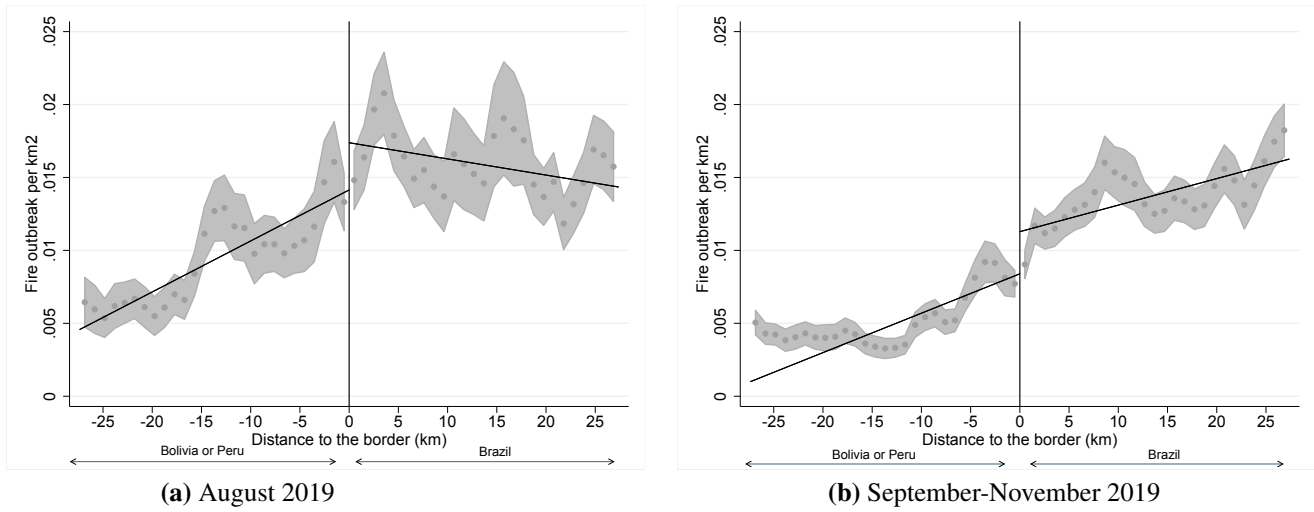 Fire outbreak per km2
.025
.02
.015
.01
.005
0
-25 -20 -15 -10 -5 0 5 10 15 20 25
Distance to the border (km)
Bolivia or Peru Brazil
(a) August 2019
Fire outbreak per km2
.025
.02
.015
.01
.005
0
-25 -20 -15 -10 -5 0 5 10 15 20 25
Distance to the border (km)
Bolivia or Peru Brazil
(b) September-November 2019